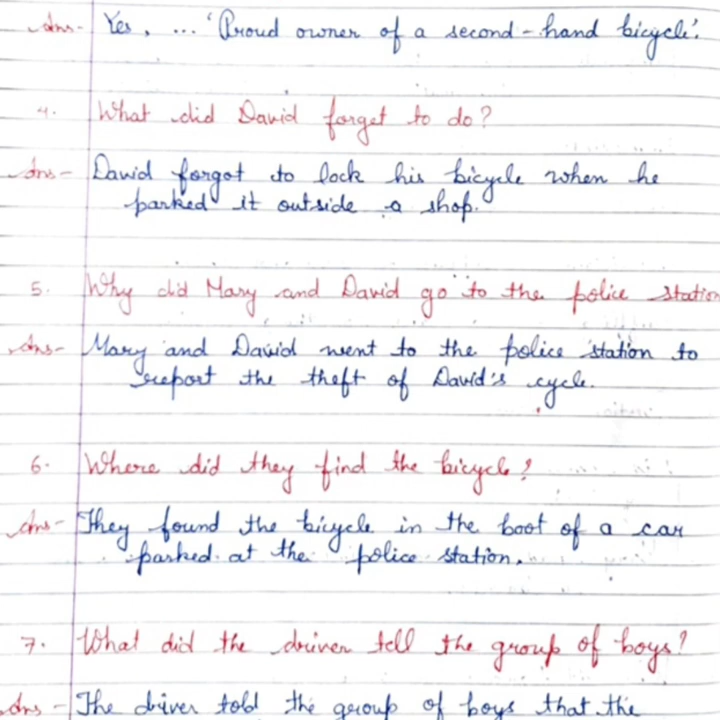 Ans- Yes, ... 'Proud owner of a second-hand bicycle'.
4. What did David forget to do?
Ans- David forgot to lock his bicycle when he
parked it outside a shop.
5. Why did Mary and David go to the police station
Ans- Mary and David went to the police station to
report the theft of David's cycle.
6. Where did they find the bicycle?
Ans- They found the bicycle in the boot of a car
parked at the police station.
7. What did the driver tell the group of boys?
Ans- The driver told the group of boys that the